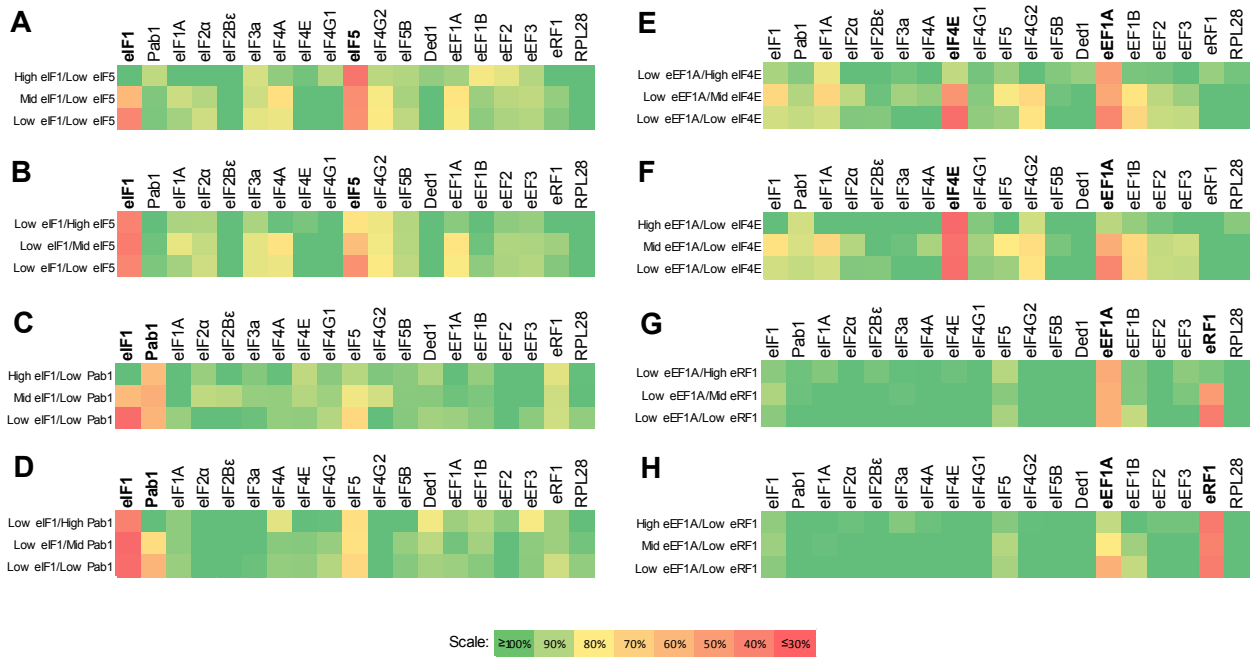 A
eIF1 Pab1 eIF1A eIF2α eIF2Bε eIF3a eIF4A eIF4E eIF4G1 eIF5 eIF4G2 eIF5B Ded1 eEF1A eEF1B eEF2 eEF3 eRF1 RPL28
High eIF1/Low eIF5
Mid eIF1/Low eIF5
Low eIF1/Low eIF5
B
eIF1 Pab1 eIF1A eIF2α eIF2Bε eIF3a eIF4A eIF4E eIF4G1 eIF5 eIF4G2 eIF5B Ded1 eEF1A eEF1B eEF2 eEF3 eRF1 RPL28
Low eIF1/High eIF5
Low eIF1/Mid eIF5
Low eIF1/Low eIF5
C
eIF1 Pab1 eIF1A eIF2α eIF2Bε eIF3a eIF4A eIF4E eIF4G1 eIF5 eIF4G2 eIF5B Ded1 eEF1A eEF1B eEF2 eEF3 eRF1 RPL28
High eIF1/Low Pab1
Mid eIF1/Low Pab1
Low eIF1/Low Pab1
D
eIF1 Pab1 eIF1A eIF2α eIF2Bε eIF3a eIF4A eIF4E eIF4G1 eIF5 eIF4G2 eIF5B Ded1 eEF1A eEF1B eEF2 eEF3 eRF1 RPL28
Low eIF1/High Pab1
Low eIF1/Mid Pab1
Low eIF1/Low Pab1
E
eIF1 Pab1 eIF1A eIF2α eIF2Bε eIF3a eIF4A eIF4E eIF4G1 eIF5 eIF4G2 eIF5B Ded1 eEF1A eEF1B eEF2 eEF3 eRF1 RPL28
Low eEF1A/High eIF4E
Low eEF1A/Mid eIF4E
Low eEF1A/Low eIF4E
F
eIF1 Pab1 eIF1A eIF2α eIF2Bε eIF3a eIF4A eIF4E eIF4G1 eIF5 eIF4G2 eIF5B Ded1 eEF1A eEF1B eEF2 eEF3 eRF1 RPL28
High eEF1A/Low eIF4E
Mid eEF1A/Low eIF4E
Low eEF1A/Low eIF4E
G
eIF1 Pab1 eIF1A eIF2α eIF2Bε eIF3a eIF4A eIF4E eIF4G1 eIF5 eIF4G2 eIF5B Ded1 eEF1A eEF1B eEF2 eEF3 eRF1 RPL28
Low eEF1A/High eRF1
Low eEF1A/Mid eRF1
Low eEF1A/Low eRF1
H
eIF1 Pab1 eIF1A eIF2α eIF2Bε eIF3a eIF4A eIF4E eIF4G1 eIF5 eIF4G2 eIF5B Ded1 eEF1A eEF1B eEF2 eEF3 eRF1 RPL28
High eEF1A/Low eRF1
Mid eEF1A/Low eRF1
Low eEF1A/Low eRF1
Scale: ≥100% 90% 80% 70% 60% 50% 40% ≤30%